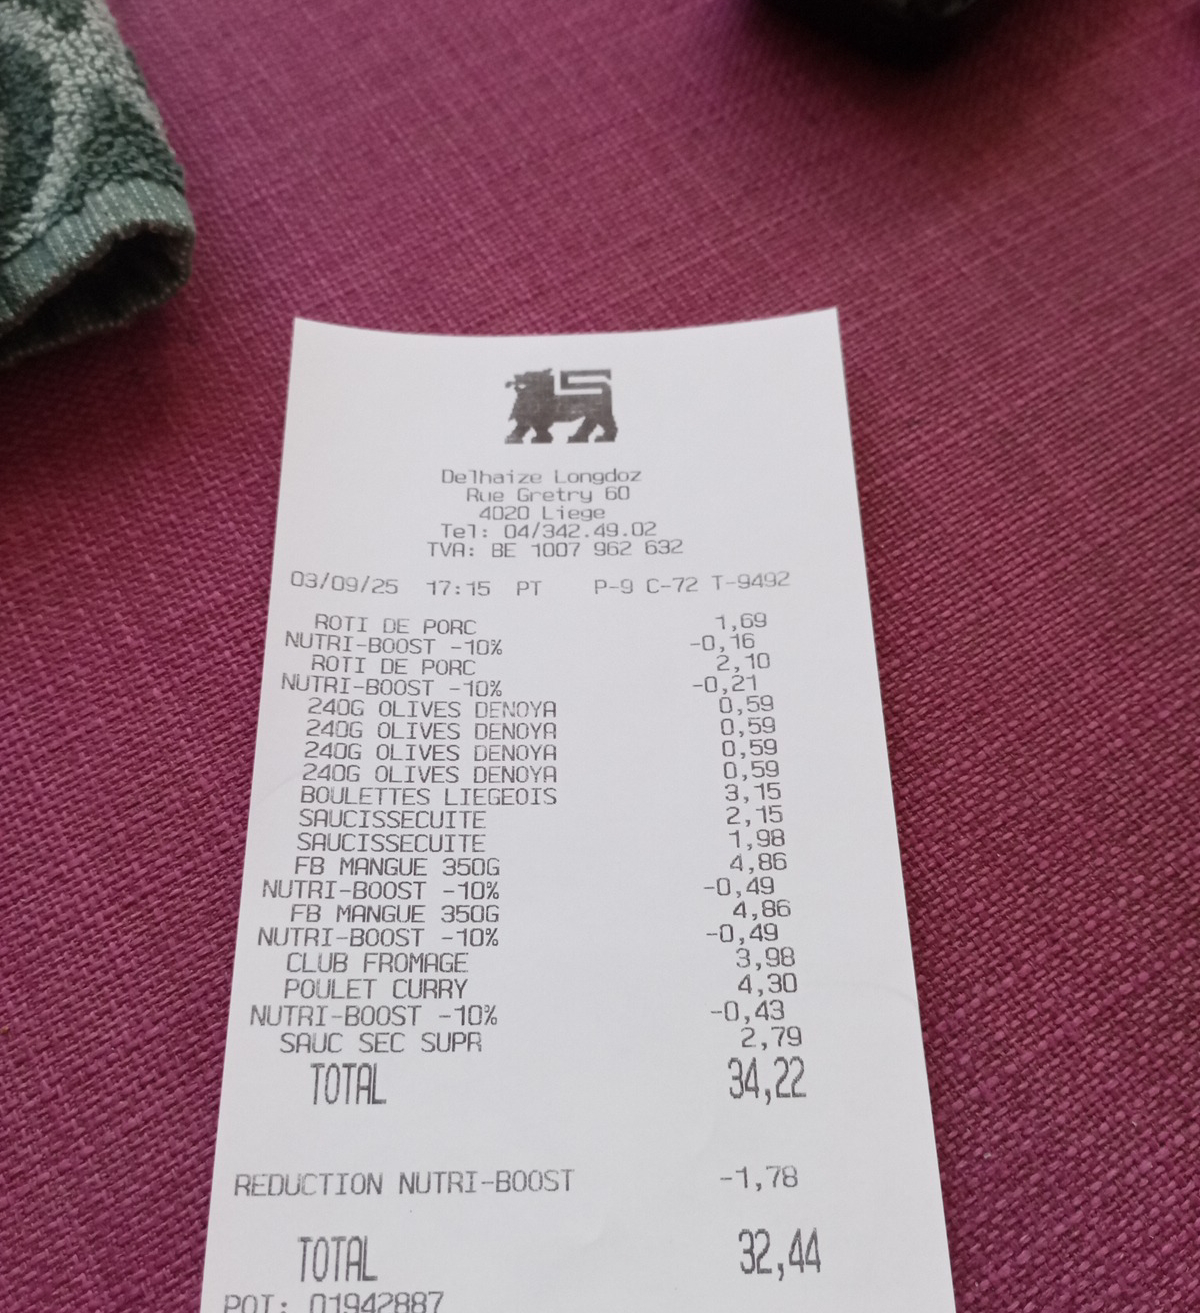 Delhaize Longdoz
Rue Gretry 60
4020 Liege
Tel: 04/342.49.02
TVA: BE 1007 962 632
03/09/25 17:15 PT P-9 C-72 T-9492
ROTI DE PORC 1,69
NUTRI-BOOST -10% -0,16
ROTI DE PORC 2,10
NUTRI-BOOST -10% -0,21
240G OLIVES DENOYA 0,59
240G OLIVES DENOYA 0,59
240G OLIVES DENOYA 0,59
240G OLIVES DENOYA 0,59
BOULETTES LIEGEOIS 3,15
SAUCISSECUITE 2,15
SAUCISSECUITE 1,98
FB MANGUE 350G 4,86
NUTRI-BOOST -10% -0,49
FB MANGUE 350G 4,86
NUTRI-BOOST -10% -0,49
CLUB FROMAGE 3,98
POULET CURRY 4,30
NUTRI-BOOST -10% -0,43
SAUC SEC SUPR 2,79
TOTAL 34,22
REDUCTION NUTRI-BOOST -1,78
TOTAL 32,44
POI: 01942887